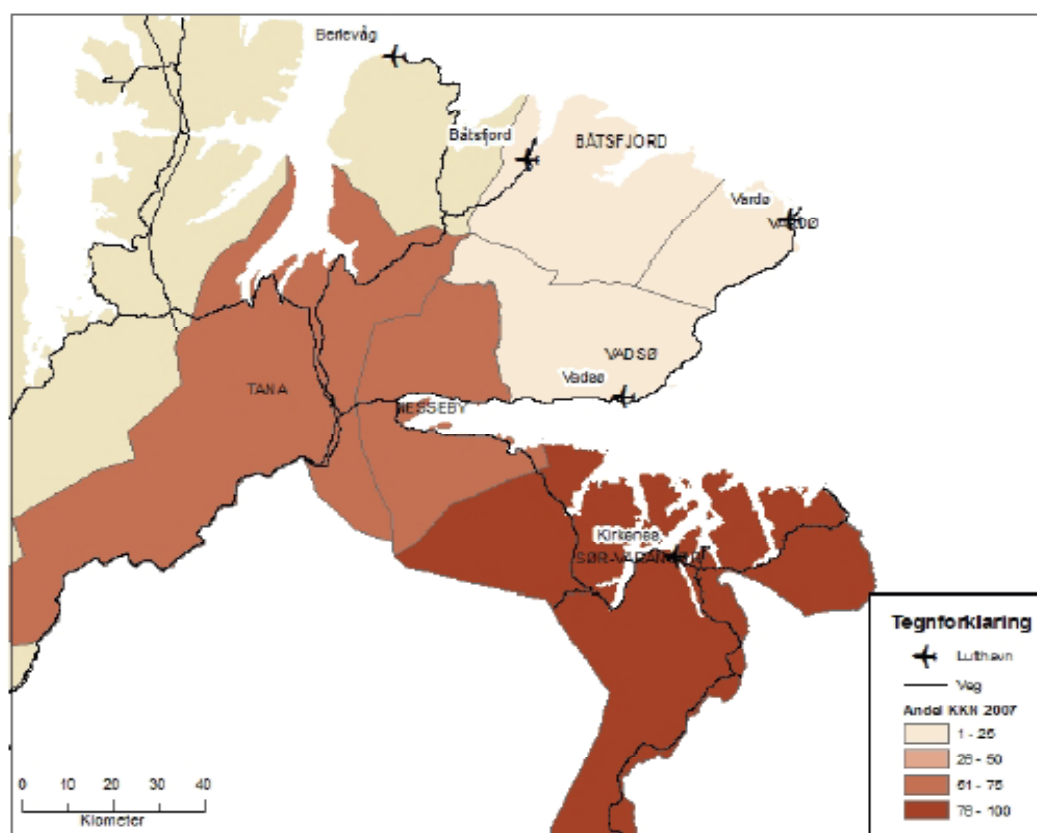 Berlevåg
Båtsfjord
BÅTSFJORD
Vardø
VARDØ
VADSØ
Vadsø
TANA
NESSEBY
Kirkenes
SØR-VARANGER
Tegnforklaring
Lufthavn
Veg
Andel KKN 2007
1 - 25
26 - 50
51 - 75
76 - 100
0 10 20 30 40
Kilometer